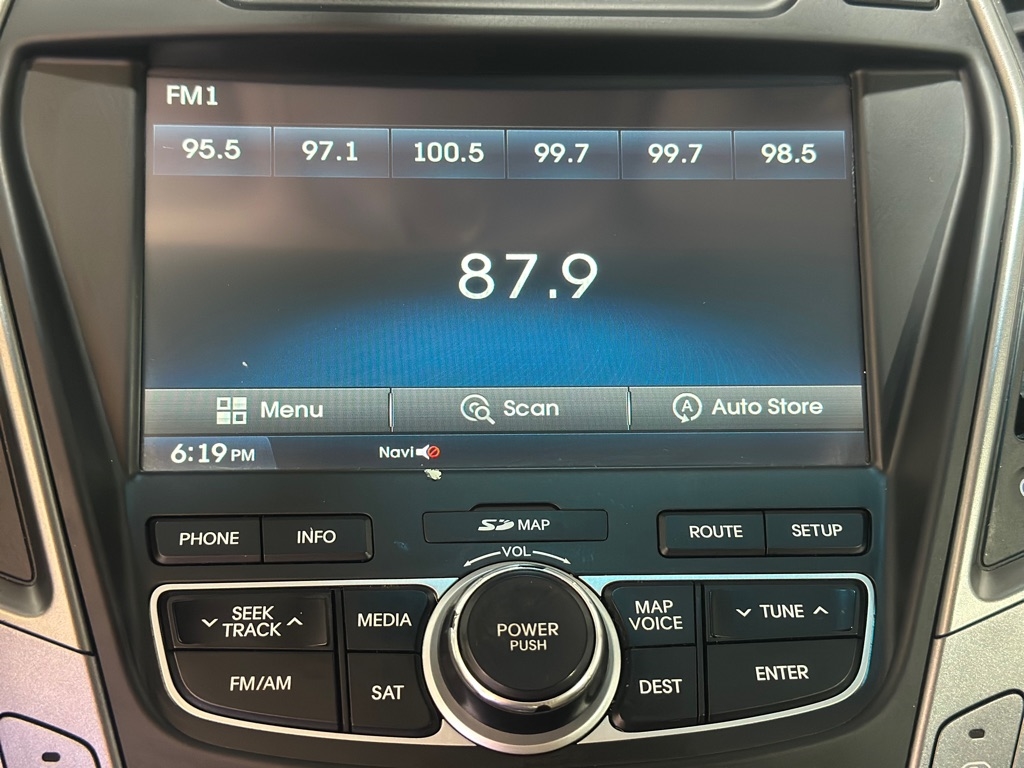 FM1
95.5 97.1 100.5 99.7 99.7 98.5
87.9
Menu Scan Auto Store
6:19 PM Navi
PHONE INFO SD MAP ROUTE SETUP
VOL
SEEK
TRACK
MEDIA
POWER
PUSH
MAP
VOICE
TUNE
FM/AM SAT DEST ENTER